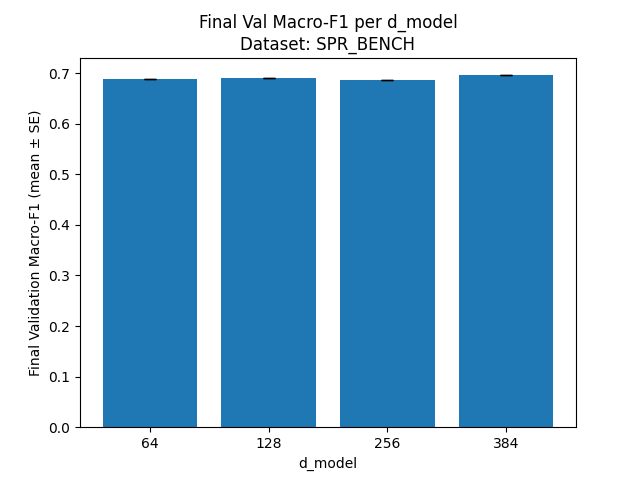 Final Val Macro-F1 per d_model
Dataset: SPR_BENCH
Final Validation Macro-F1 (mean ± SE)
0.7
0.6
0.5
0.4
0.3
0.2
0.1
0.0
64 128 256 384
d_model